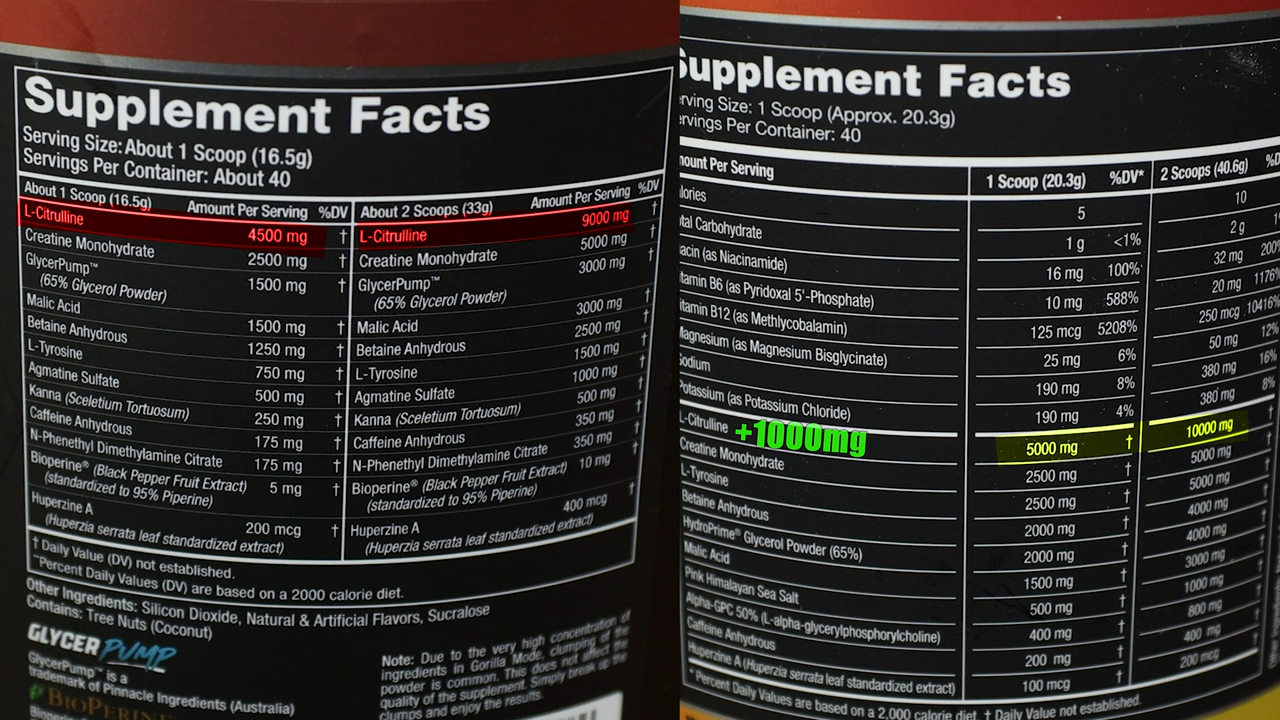 Supplement Facts
Serving Size: About 1 Scoop (16.5g)
Servings Per Container: About 40
About 1 Scoop (16.5g) Amount Per Serving %DV About 2 Scoops (33g) Amount Per Serving %DV
L-Citrulline 4500 mg † L-Citrulline 9000 mg †
Creatine Monohydrate 2500 mg † Creatine Monohydrate 5000 mg †
GlycerPump™ 1500 mg † GlycerPump™ 3000 mg †
(65% Glycerol Powder) (65% Glycerol Powder)
Malic Acid 1500 mg † Malic Acid 3000 mg †
Betaine Anhydrous 1250 mg † Betaine Anhydrous 2500 mg †
L-Tyrosine 750 mg † L-Tyrosine 1500 mg †
Agmatine Sulfate 500 mg † Agmatine Sulfate 1000 mg †
Kanna (Sceletium Tortuosum) 250 mg † Kanna (Sceletium Tortuosum) 500 mg †
Caffeine Anhydrous 175 mg † Caffeine Anhydrous 350 mg †
N-Phenethyl Dimethylamine Citrate 175 mg † N-Phenethyl Dimethylamine Citrate 350 mg †
Bioperine® (Black Pepper Fruit Extract) 5 mg † Bioperine® (Black Pepper Fruit Extract) 10 mg †
(standardized to 95% Piperine) (standardized to 95% Piperine)
Huperzine A 200 mcg † Huperzine A 400 mcg †
(Huperzia serrata leaf standardized extract) (Huperzia serrata leaf standardized extract)
† Daily Value (DV) not established.
*Percent Daily Values (DV) are based on a 2000 calorie diet.
Other Ingredients: Silicon Dioxide, Natural & Artificial Flavors, Sucralose
Contains: Tree Nuts (Coconut)
GLYCERPUMP
GlycerPump™ is a
trademark of Pinnacle Ingredients (Australia)
BIOPERINE
Note: Due to the very high concentration of
ingredients in Gorilla Mode, clumping of the
powder is common. This does not affect the
quality of the supplement. Simply break up the
clumps and enjoy the results.
Supplement Facts
erving Size: 1 Scoop (Approx. 20.3g)
ervings Per Container: 40
mount Per Serving 1 Scoop (20.3g) %DV* 2 Scoops (40.6g) %D
lories 5 10
tal Carbohydrate 1 g <1% 2 g
acin (as Niacinamide) 16 mg 100% 32 mg 200%
tamin B6 (as Pyridoxal 5'-Phosphate) 10 mg 588% 20 mg 1176%
tamin B12 (as Methlycobalamin) 125 mcg 5208% 250 mcg 10416%
Magnesium (as Magnesium Bisglycinate) 25 mg 6% 50 mg 12%
Sodium 190 mg 8% 380 mg 16%
Potassium (as Potassium Chloride) 190 mg 4% 380 mg 8%
L-Citrulline +1000mg 5000 mg † 10000 mg †
Creatine Monohydrate 2500 mg † 5000 mg
L-Tyrosine 2500 mg † 5000 mg
Betaine Anhydrous 2000 mg † 4000 mg
HydroPrime® Glycerol Powder (65%) 2000 mg † 4000 mg
Malic Acid 1500 mg † 3000 mg
Pink Himalayan Sea Salt 500 mg † 1000 mg
Alpha-GPC 50% (L-alpha-glycerylphosphorylcholine) 400 mg † 800 mg
Caffeine Anhydrous 200 mg † 400 mg
Huperzine A (Huperzia serrata leaf standardized extract) 100 mcg † 200 mcg
* Percent Daily Values are based on a 2,000 calorie diet. † Daily Value not established.